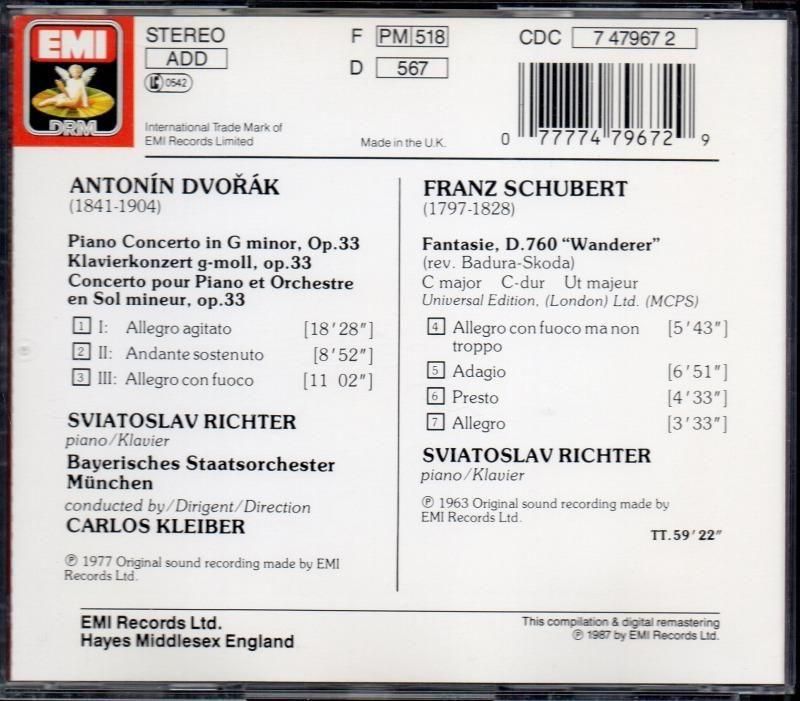 EMI
DRM
STEREO
ADD
LC 0542
F PM 518
D 567
CDC 7 47967 2
International Trade Mark of
EMI Records Limited
Made in the U.K.
0 77774 79672 9
ANTONÍN DVOŘÁK
(1841-1904)
Piano Concerto in G minor, Op.33
Klavierkonzert g-moll, op.33
Concerto pour Piano et Orchestre
en Sol mineur, op.33
1 I: Allegro agitato [18'28"]
2 II: Andante sostenuto [8'52"]
3 III: Allegro con fuoco [11 02"]
SVIATOSLAV RICHTER
piano/Klavier
Bayerisches Staatsorchester
München
conducted by/Dirigent/Direction
CARLOS KLEIBER
℗ 1977 Original sound recording made by EMI
Records Ltd.
FRANZ SCHUBERT
(1797-1828)
Fantasie, D.760 “Wanderer”
(rev. Badura-Skoda)
C major C-dur Ut majeur
Universal Edition, (London) Ltd. (MCPS)
4 Allegro con fuoco ma non [5'43"]
troppo
5 Adagio [6'51"]
6 Presto [4'33"]
7 Allegro [3'33"]
SVIATOSLAV RICHTER
piano/Klavier
℗ 1963 Original sound recording made by
EMI Records Ltd.
TT.59'22"
EMI Records Ltd.
Hayes Middlesex England
This compilation & digital remastering
℗ 1987 by EMI Records Ltd.